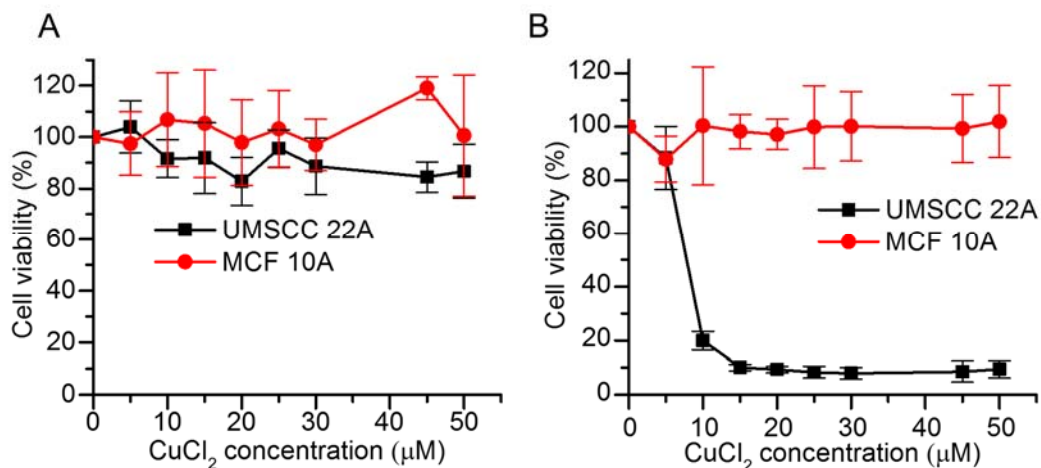 A
Cell viability (%)
120
100
80
60
40
20
0
UMSCC 22A
MCF 10A
0 10 20 30 40 50
CuCl₂ concentration (μM)
B
Cell viability (%)
120
100
80
60
40
20
0
UMSCC 22A
MCF 10A
0 10 20 30 40 50
CuCl₂ concentration (μM)